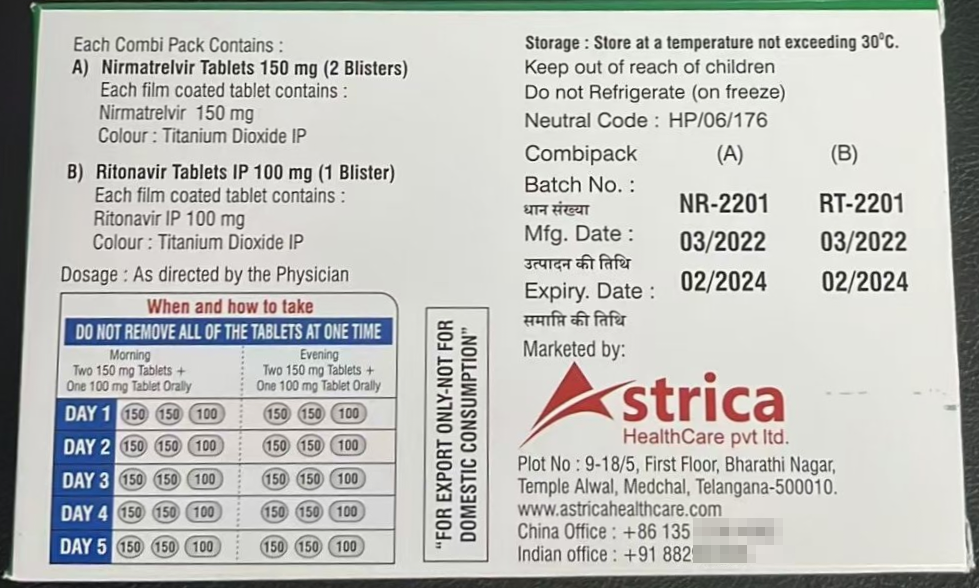 Each Combi Pack Contains :
A) Nirmatrelvir Tablets 150 mg (2 Blisters)
Each film coated tablet contains :
Nirmatrelvir 150 mg
Colour : Titanium Dioxide IP
B) Ritonavir Tablets IP 100 mg (1 Blister)
Each film coated tablet contains :
Ritonavir IP 100 mg
Colour : Titanium Dioxide IP
Dosage : As directed by the Physician
When and how to take
DO NOT REMOVE ALL OF THE TABLETS AT ONE TIME
Morning
Two 150 mg Tablets +
One 100 mg Tablet Orally
Evening
Two 150 mg Tablets +
One 100 mg Tablet Orally
DAY 1 150 150 100 150 150 100
DAY 2 150 150 100 150 150 100
DAY 3 150 150 100 150 150 100
DAY 4 150 150 100 150 150 100
DAY 5 150 150 100 150 150 100
"FOR EXPORT ONLY-NOT FOR
DOMESTIC CONSUMPTION"
Storage : Store at a temperature not exceeding 30°C.
Keep out of reach of children
Do not Refrigerate (on freeze)
Neutral Code : HP/06/176
Combipack (A) (B)
Batch No. : NR-2201 RT-2201
धान संख्या
Mfg. Date : 03/2022 03/2022
उत्पादन की तिथि
Expiry. Date : 02/2024 02/2024
समाप्ति की तिथि
Marketed by:
Astrica
HealthCare pvt ltd.
Plot No : 9-18/5, First Floor, Bharathi Nagar,
Temple Alwal, Medchal, Telangana-500010.
www.astricahealthcare.com
China Office : +86 135
Indian office : +91 882